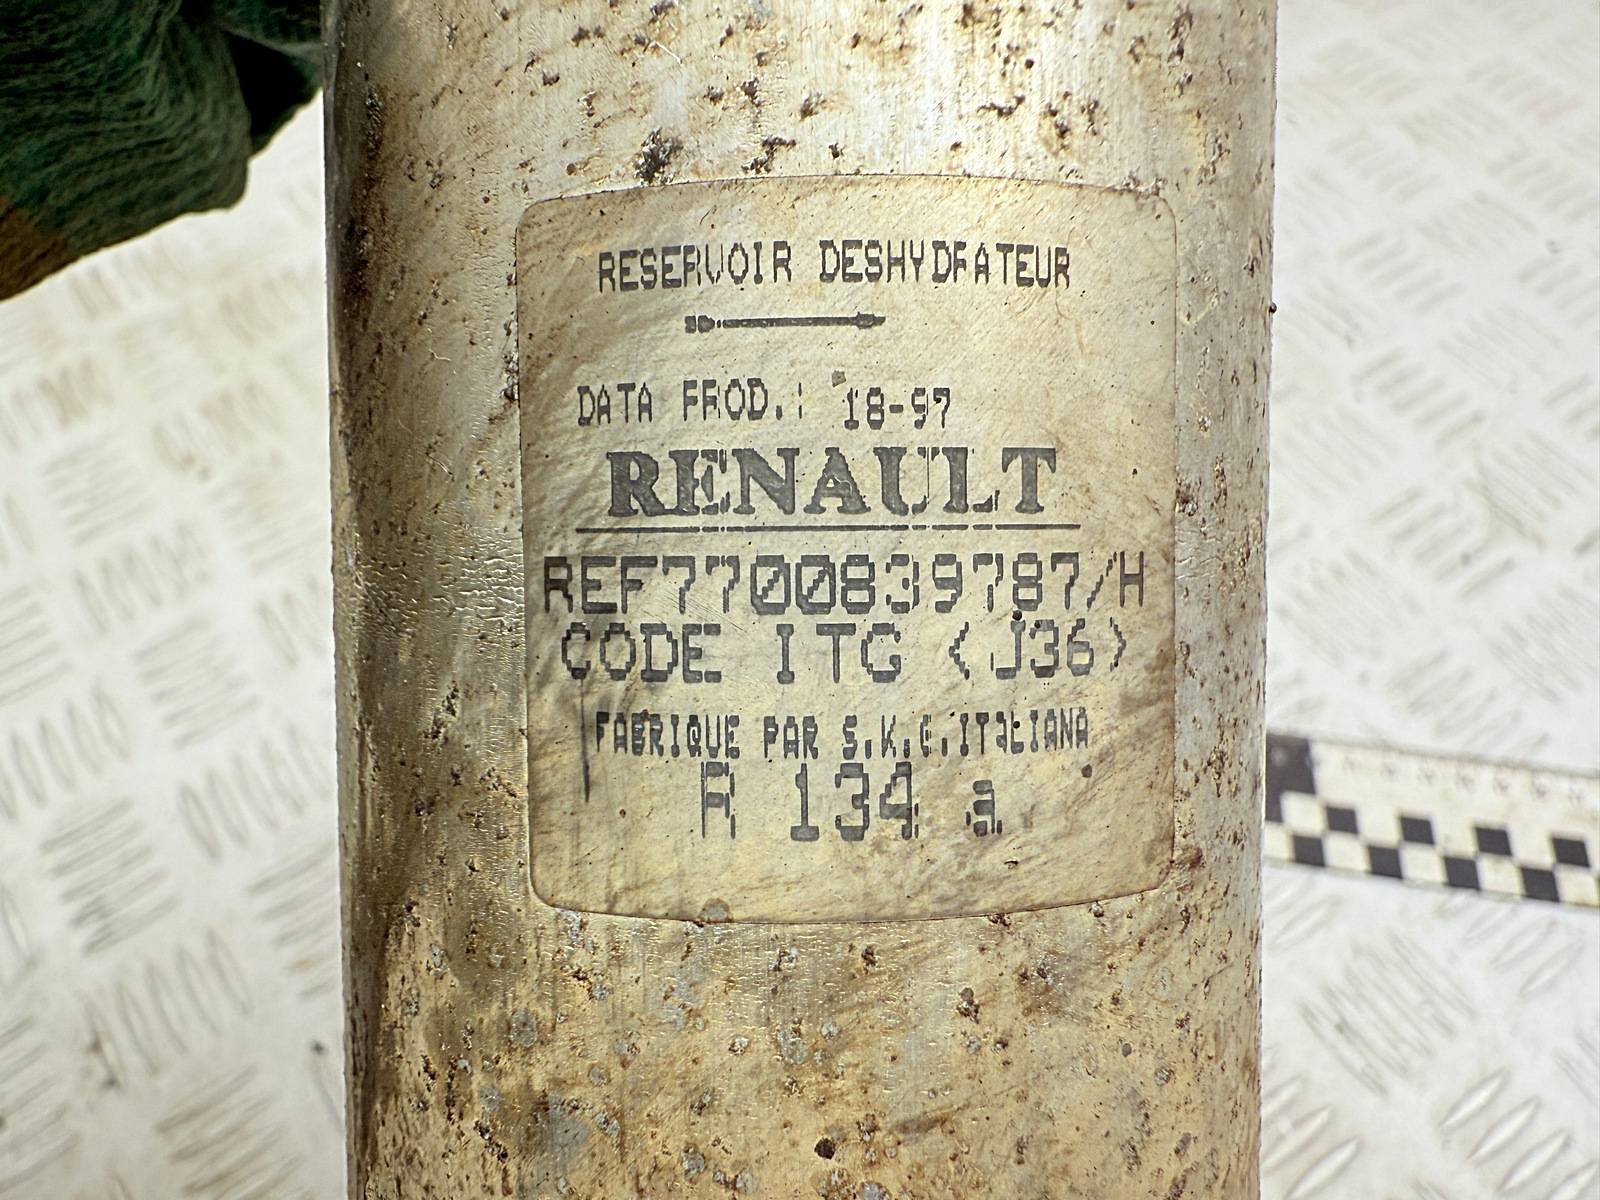 RESERVOIR DESHYDRATEUR
DATA PROD.: 18-97
RENAULT
REF7700839787/H
CODE ITG <J36>
FABRIQUE PAR S.K.G.ITALIANA
R 134 a